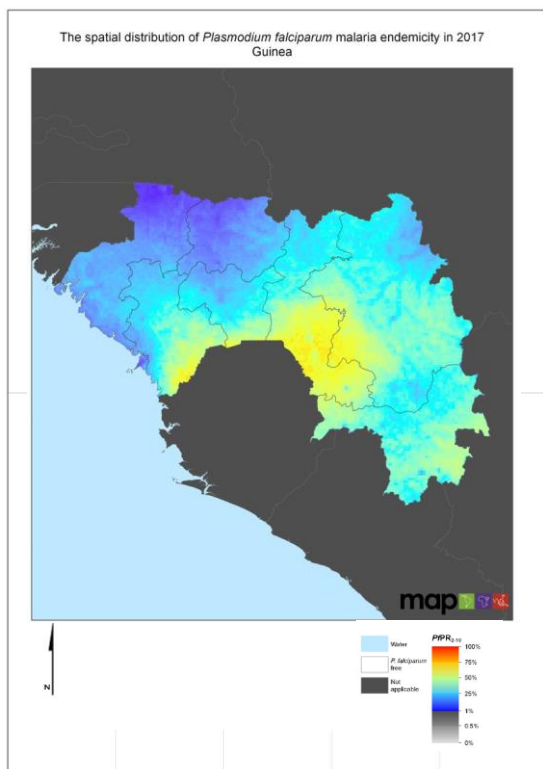 The spatial distribution of Plasmodium falciparum malaria endemicity in 2017
Guinea
map
N
Water
P. falciparum
free
Not
applicable
PfPR2-10
100%
75%
50%
25%
1%
0.5%
0%